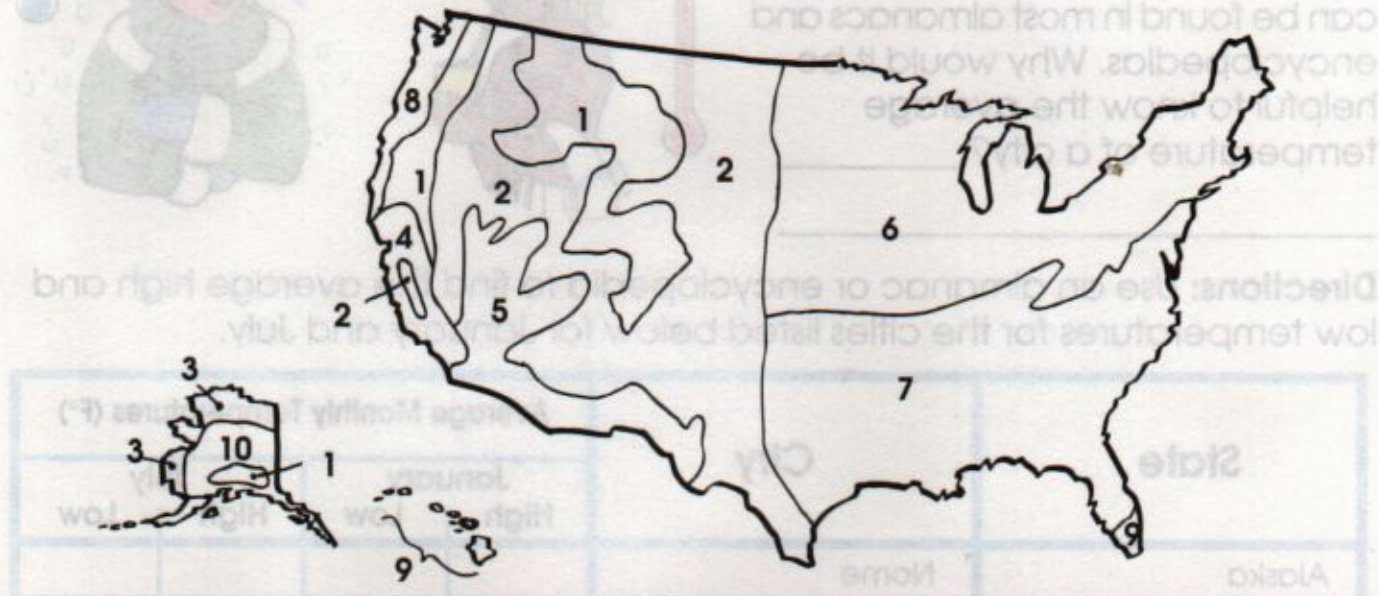 can be found in most almanacs and
encyclopedias. Why would it be
helpful to know the average
temperature of a city?
8
1
1
2
2
6
4
2
5
Directions: Use an almanac or encyclopedia to find the average high and
low temperatures for the cities listed below for January and July.
3
7
Average Monthly Temperatures (F°)
3
10
1
State
City
January
July
High Low High Low
9
9
Alaska
Nome